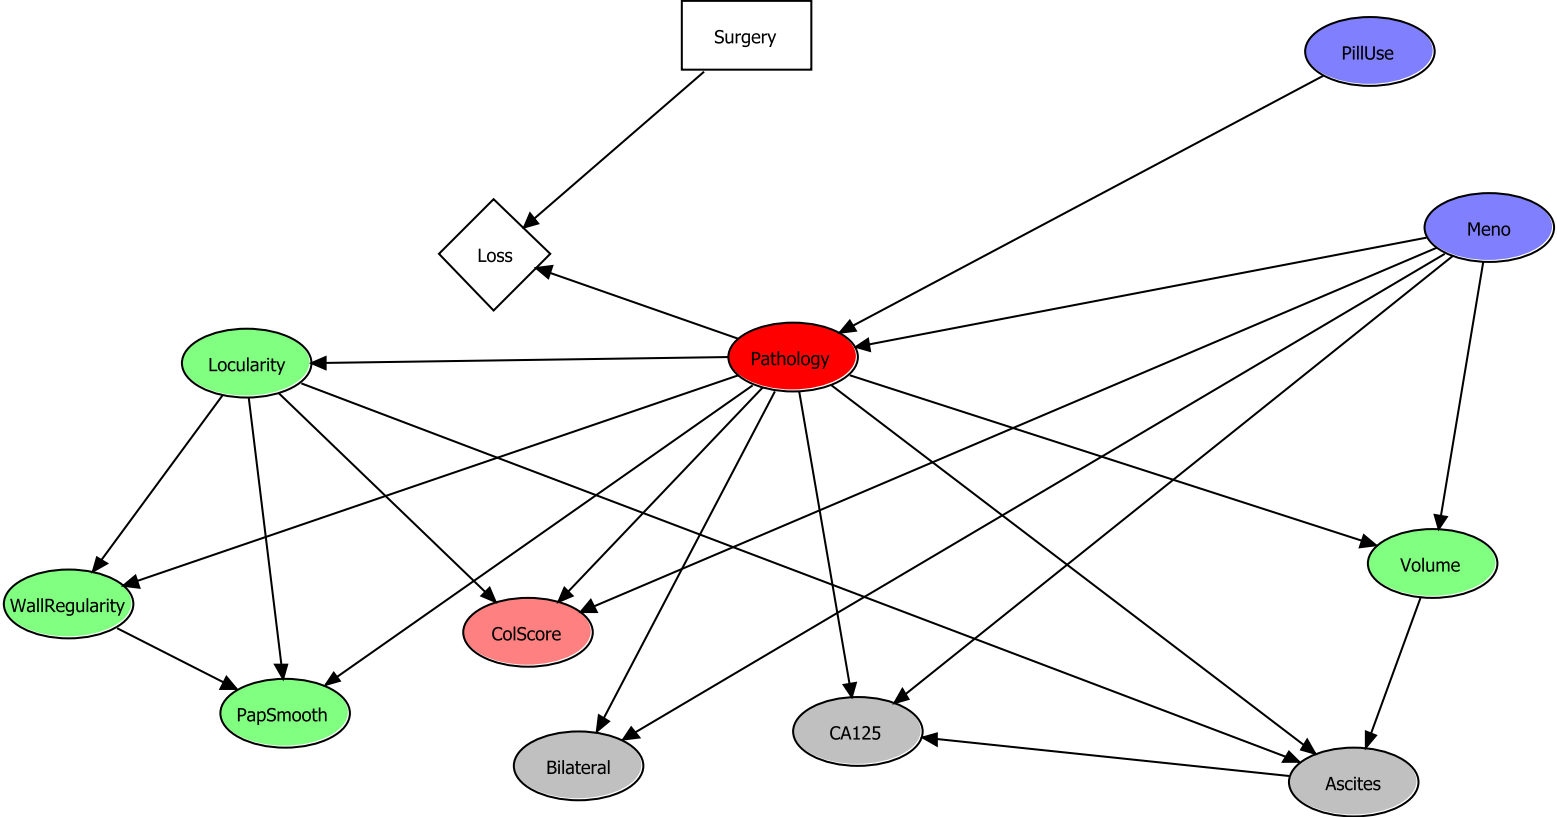 Surgery
PillUse
Meno
Loss
Pathology
Locularity
Volume
WallRegularity
ColScore
PapSmooth
CA125
Bilateral
Ascites